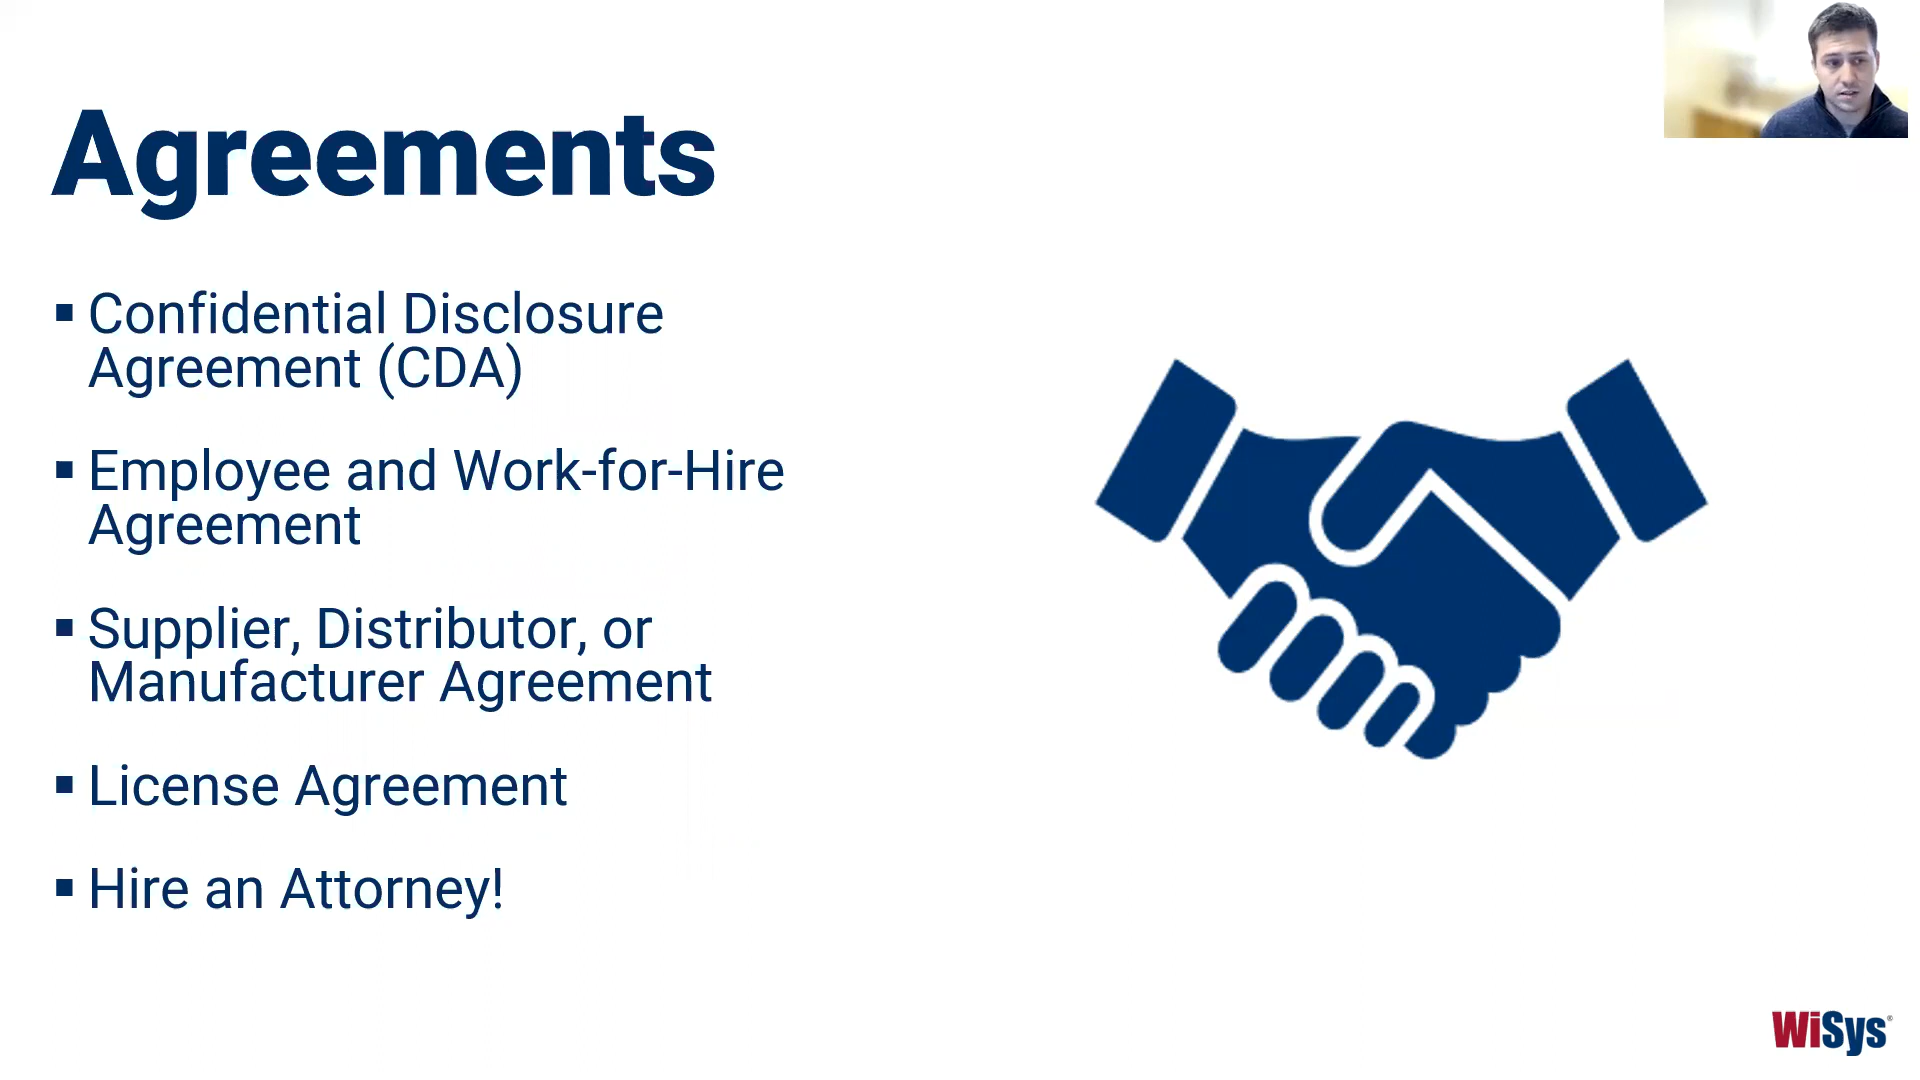 Agreements
▪ Confidential Disclosure
Agreement (CDA)
▪ Employee and Work-for-Hire
Agreement
▪ Supplier, Distributor, or
Manufacturer Agreement
▪ License Agreement
▪ Hire an Attorney!
WiSys®